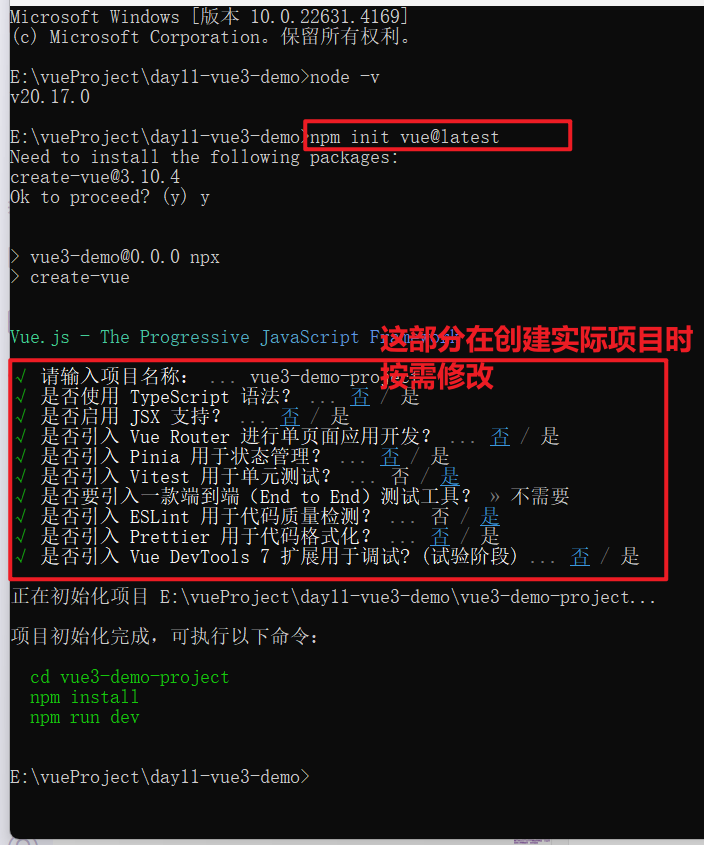 Microsoft Windows [版本 10.0.22631.4169]
(c) Microsoft Corporation。保留所有权利。
E:\vueProject\day11-vue3-demo>node -v
v20.17.0
E:\vueProject\day11-vue3-demo>npm init vue@latest
Need to install the following packages:
create-vue@3.10.4
Ok to proceed? (y) y
> vue3-demo@0.0.0 npx
> create-vue
Vue.js - The Progressive JavaScript Framework
这部分在创建实际项目时
按需修改
√ 请输入项目名称: ... vue3-demo-project
√ 是否使用 TypeScript 语法? ... 否 / 是
√ 是否启用 JSX 支持? ... 否 / 是
√ 是否引入 Vue Router 进行单页面应用开发? ... 否 / 是
√ 是否引入 Pinia 用于状态管理? ... 否 / 是
√ 是否引入 Vitest 用于单元测试? ... 否 / 是
√ 是否要引入一款端到端（End to End）测试工具? » 不需要
√ 是否引入 ESLint 用于代码质量检测? ... 否 / 是
√ 是否引入 Prettier 用于代码格式化? ... 否 / 是
√ 是否引入 Vue DevTools 7 扩展用于调试? (试验阶段) ... 否 / 是
正在初始化项目 E:\vueProject\day11-vue3-demo\vue3-demo-project...
项目初始化完成，可执行以下命令：
cd vue3-demo-project
npm install
npm run dev
E:\vueProject\day11-vue3-demo>